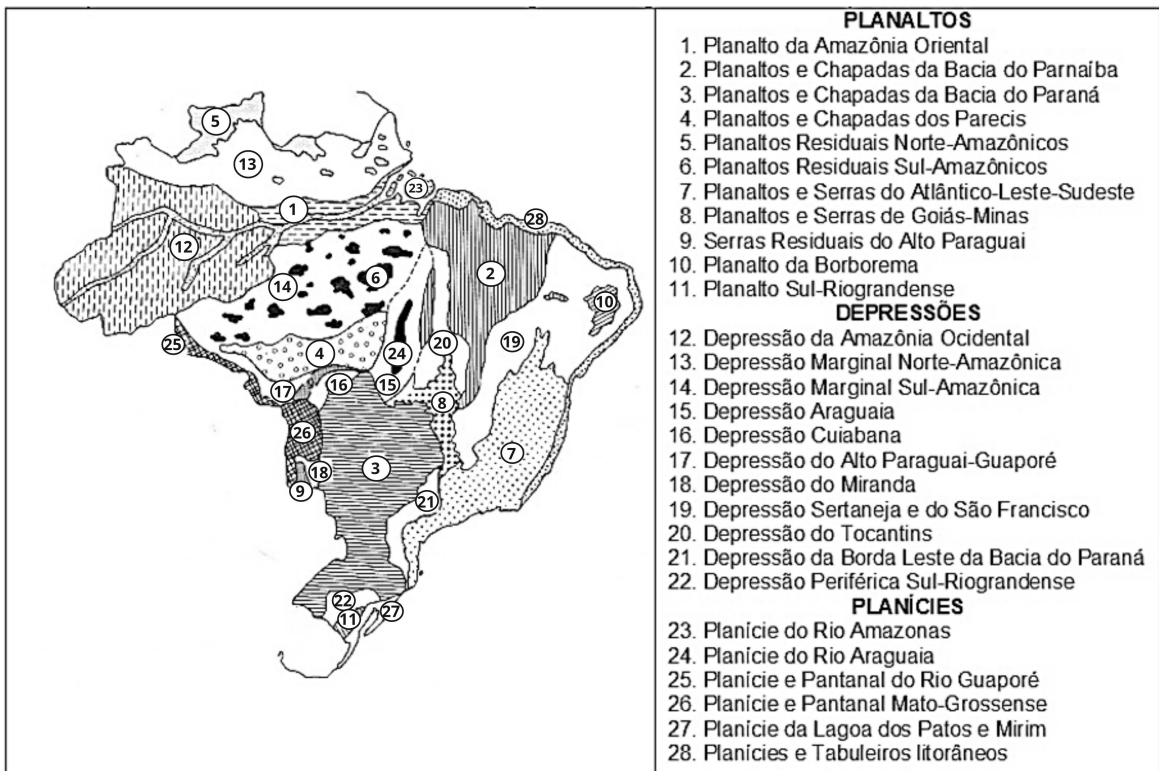 PLANALTOS
1. Planalto da Amazônia Oriental
2. Planaltos e Chapadas da Bacia do Parnaíba
3. Planaltos e Chapadas da Bacia do Paraná
4. Planaltos e Chapadas dos Parecis
5. Planaltos Residuais Norte-Amazônicos
6. Planaltos Residuais Sul-Amazônicos
7. Planaltos e Serras do Atlântico-Leste-Sudeste
8. Planaltos e Serras de Goiás-Minas
9. Serras Residuais do Alto Paraguai
10. Planalto da Borborema
11. Planalto Sul-Riograndense
DEPRESSÕES
12. Depressão da Amazônia Ocidental
13. Depressão Marginal Norte-Amazônica
14. Depressão Marginal Sul-Amazônica
15. Depressão Araguaia
16. Depressão Cuiabana
17. Depressão do Alto Paraguai-Guaporé
18. Depressão do Miranda
19. Depressão Sertaneja e do São Francisco
20. Depressão do Tocantins
21. Depressão da Borda Leste da Bacia do Paraná
22. Depressão Periférica Sul-Riograndense
PLANÍCIES
23. Planície do Rio Amazonas
24. Planície do Rio Araguaia
25. Planície e Pantanal do Rio Guaporé
26. Planície e Pantanal Mato-Grossense
27. Planície da Lagoa dos Patos e Mirim
28. Planícies e Tabuleiros litorâneos
5
13
23
1
28
12
2
6
14
10
25
19
20
4
24
17
16
15
8
26
7
3
18
9
21
22
27
11